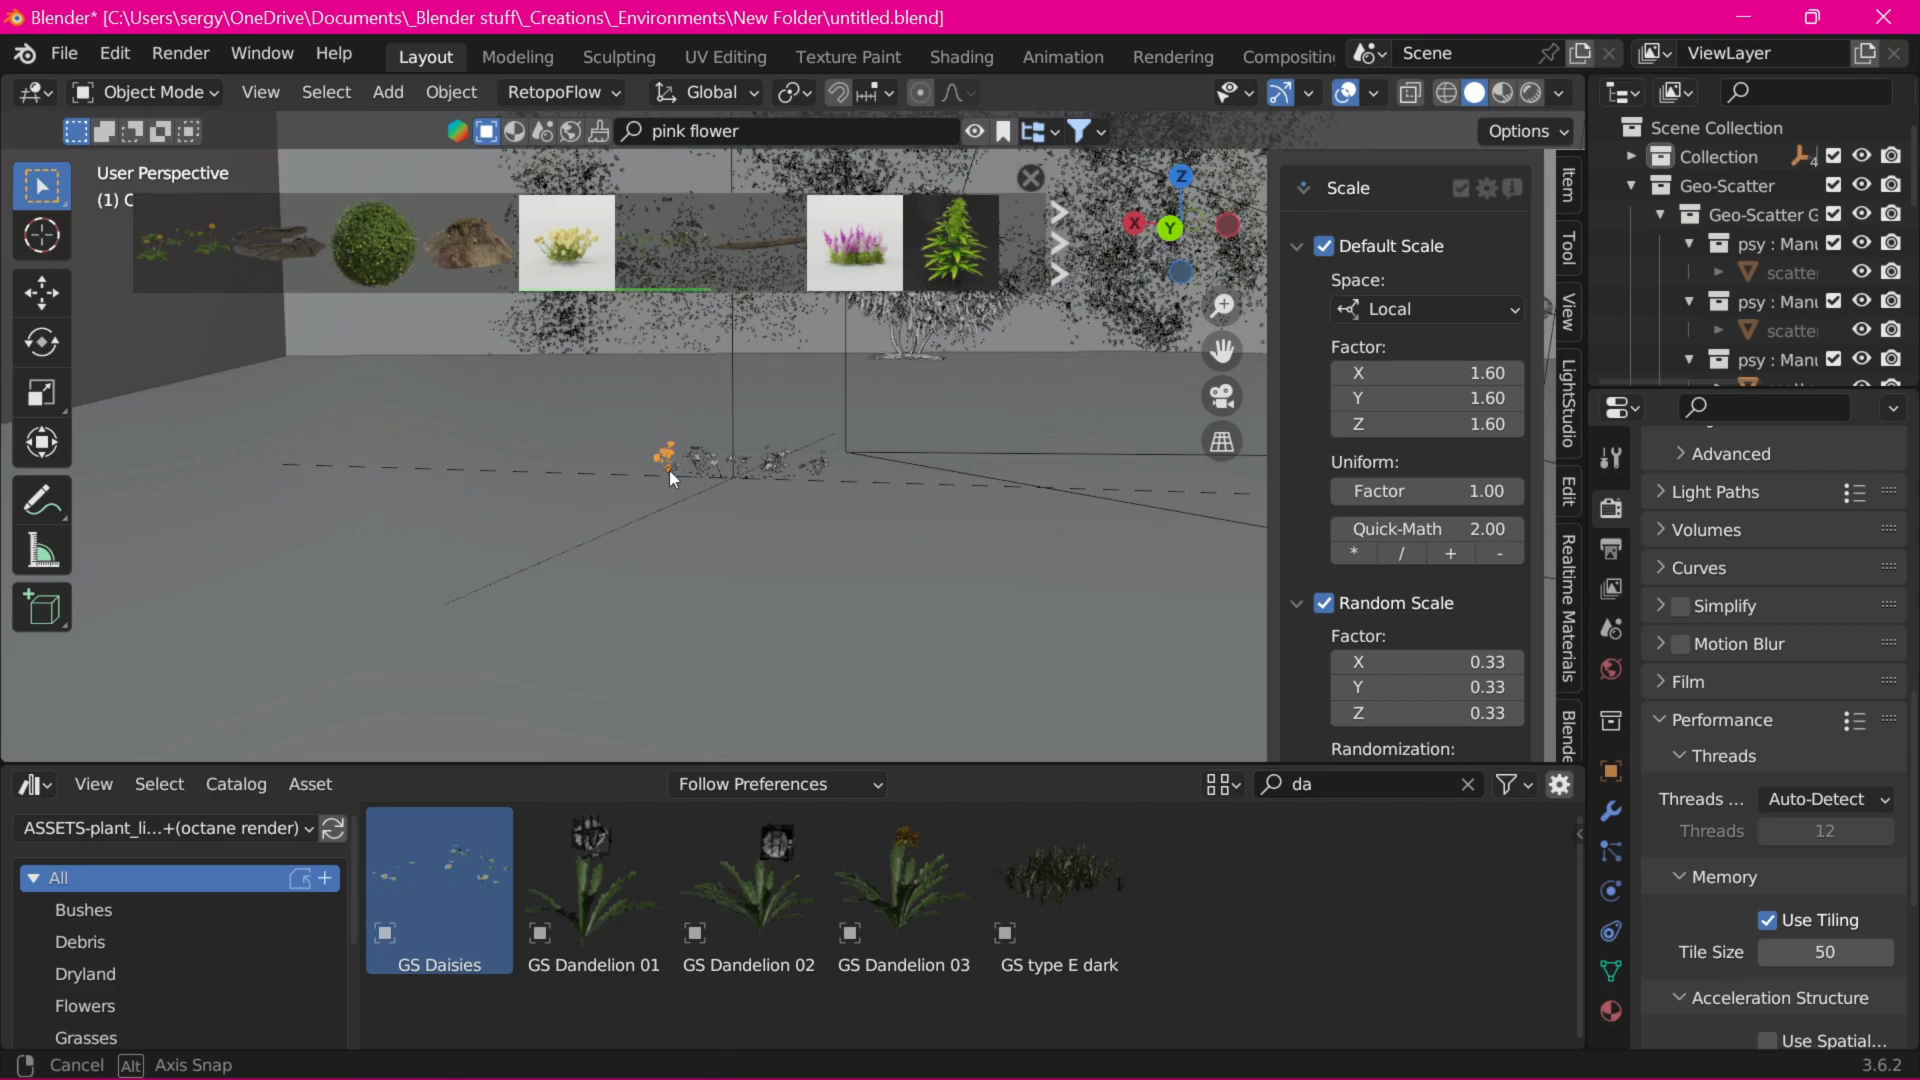 Blender* [C:\Users\sergy\OneDrive\Documents\_Blender stuff\_Creations\_Environments\New Folder\untitled.blend]
File Edit Render Window Help
Layout Modeling Sculpting UV Editing Texture Paint Shading Animation Rendering Compositin
Scene
ViewLayer
Object Mode View Select Add Object RetopoFlow Global
pink flower
Options
User Perspective
(1) C
Z
X
Y
Scale
Default Scale
Space:
Local
Factor:
X 1.60
Y 1.60
Z 1.60
Uniform:
Factor 1.00
Quick-Math 2.00
* / + -
Random Scale
Factor:
X 0.33
Y 0.33
Z 0.33
Randomization:
Item
Tool
View
LightStudio
Edit
Realtime Materials
Blende
Scene Collection
Collection 4
Geo-Scatter
Geo-Scatter G
psy : Manu
scatte
psy : Manu
scatte
psy : Manu
Advanced
Light Paths
Volumes
Curves
Simplify
Motion Blur
Film
Performance
Threads
Threads ... Auto-Detect
Threads 12
Memory
Use Tiling
Tile Size 50
Acceleration Structure
Use Spatial...
View Select Catalog Asset
Follow Preferences
da
ASSETS-plant_li...+(octane render)
All
Bushes
Debris
Dryland
Flowers
Grasses
GS Daisies
GS Dandelion 01
GS Dandelion 02
GS Dandelion 03
GS type E dark
Cancel Alt Axis Snap
3.6.2